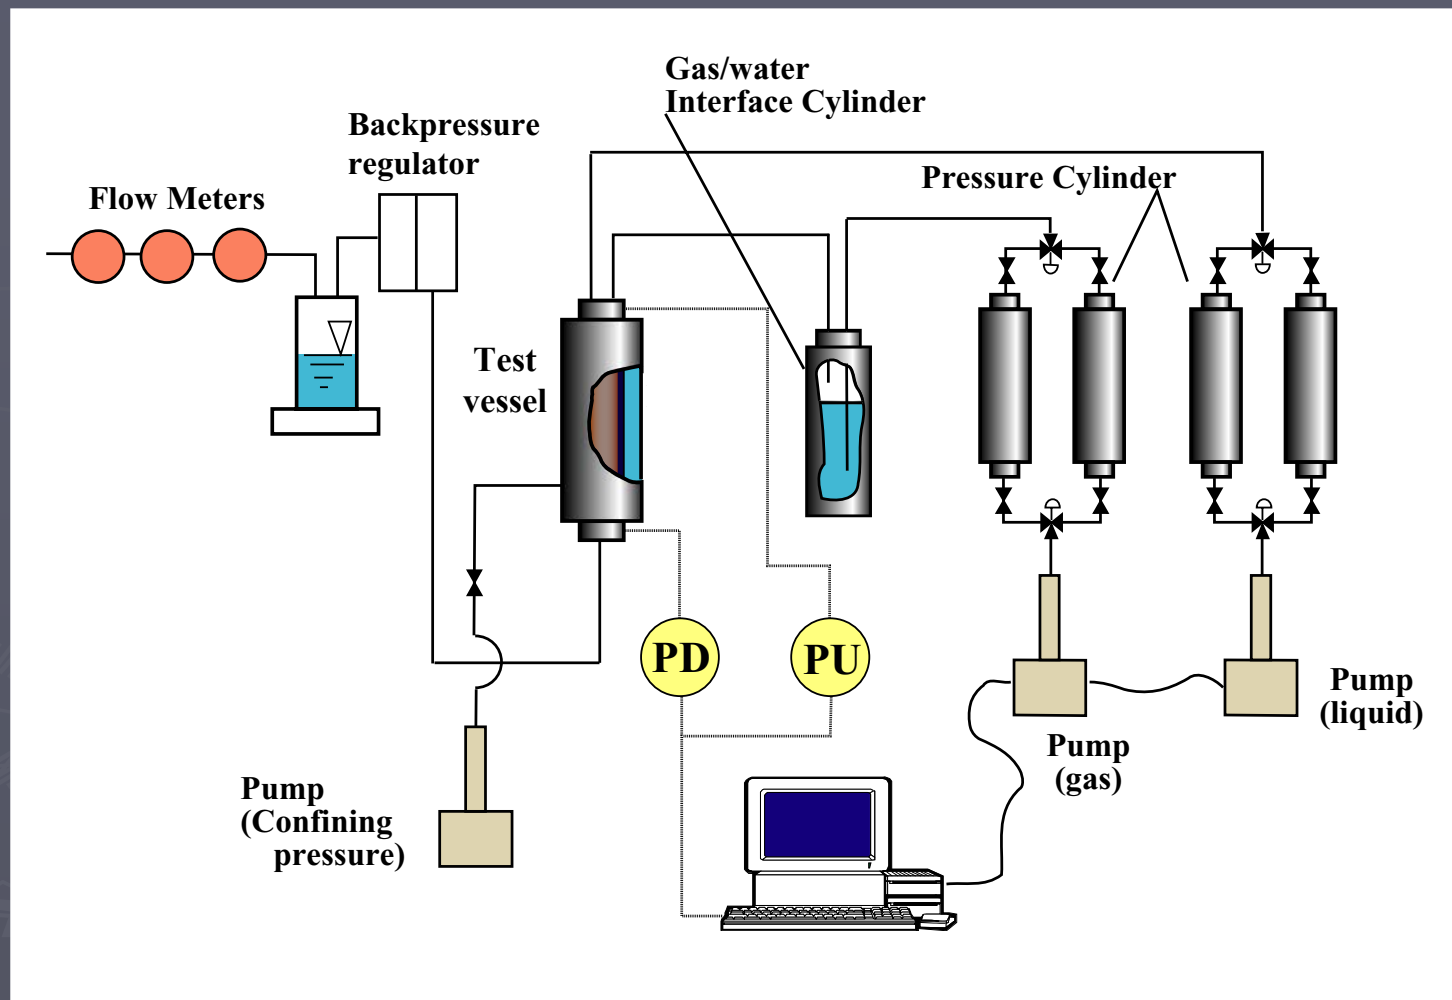 Gas/water
Interface Cylinder
Backpressure
regulator
Pressure Cylinder
Flow Meters
Test
vessel
PD
PU
Pump
(liquid)
Pump
(gas)
Pump
(Confining
pressure)